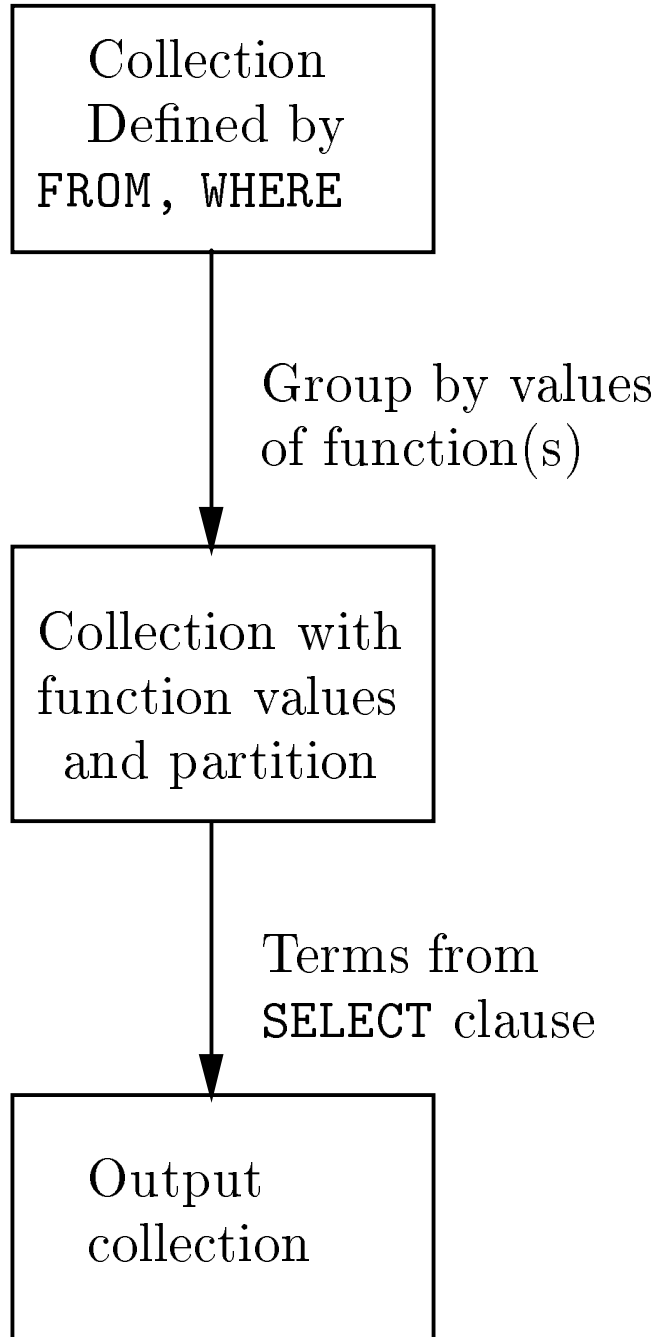 Collection
Defined by
FROM, WHERE
Group by values
of function(s)
Collection with
function values
and partition
Terms from
SELECT clause
Output
collection